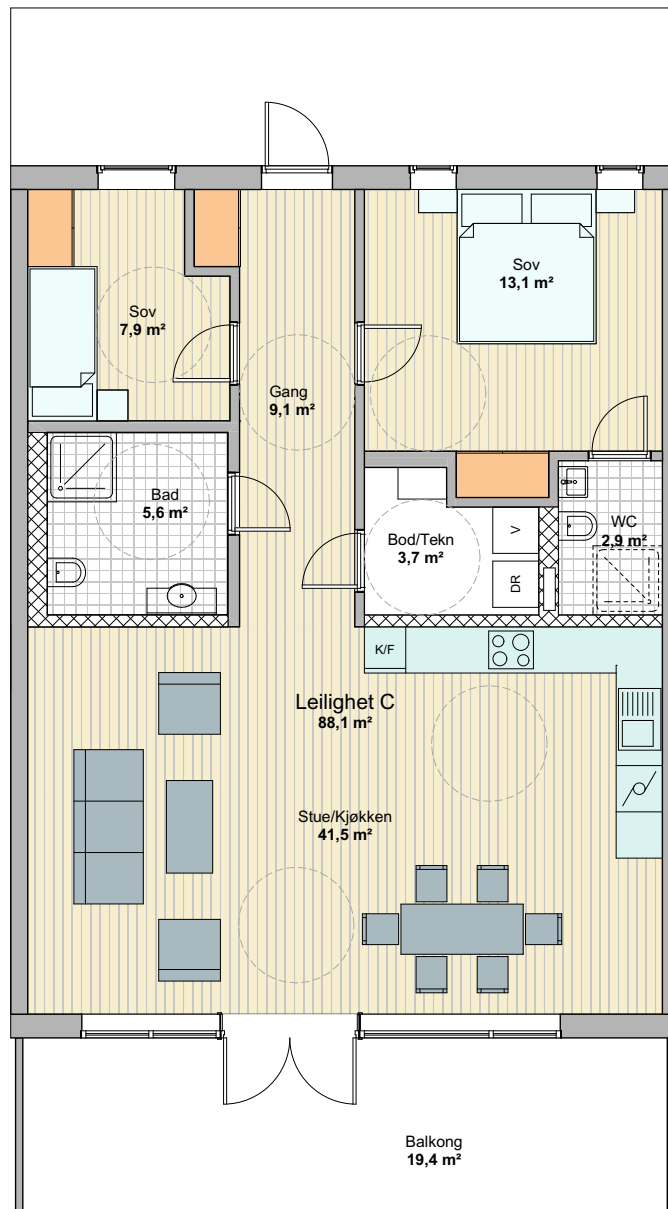 Sov
13,1 m²
Sov
7,9 m²
Gang
9,1 m²
Bad
5,6 m²
Bod/Tekn
3,7 m²
V
DR
WC
2,9 m²
K/F
Leilighet C
88,1 m²
Stue/Kjøkken
41,5 m²
Balkong
19,4 m²